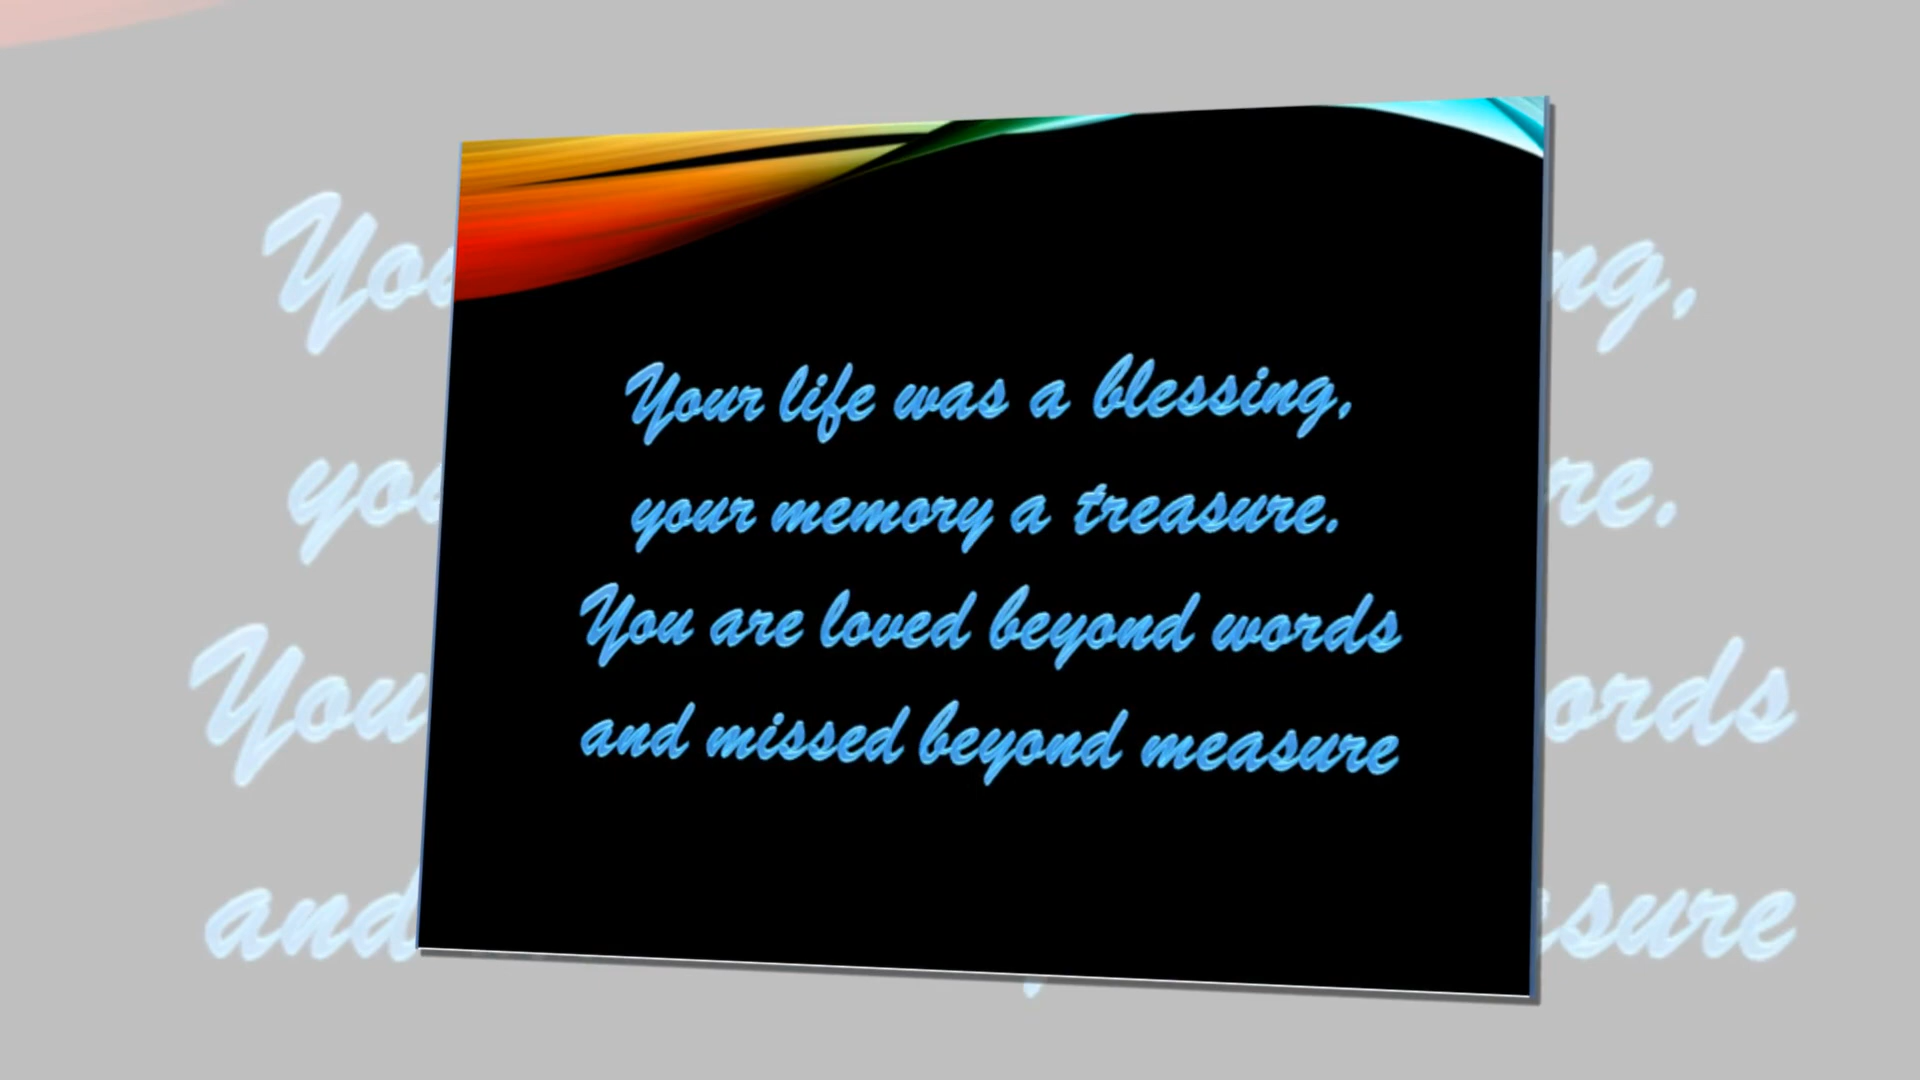 Your life was a blessing,
your memory a treasure.
You are loved beyond words
and missed beyond measure